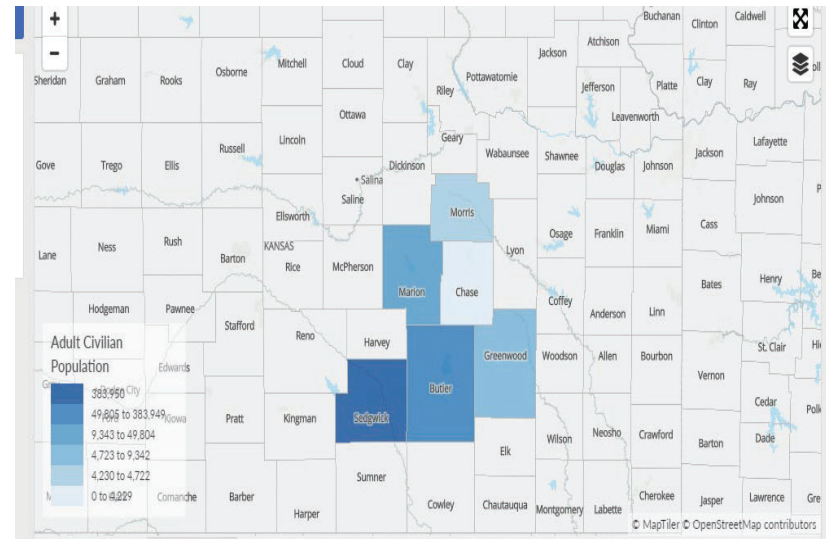 +
−
Buchanan Clinton Caldwell
Atchison
Sheridan Graham Rooks Osborne Mitchell Cloud Clay Jackson
Pottawatomie Platte Clay Ray
Riley Jefferson
Ottawa Leavenworth
Geary Lafayette
Gove Trego Ellis Russell Lincoln Dickinson Wabaunsee Shawnee Douglas Johnson Jackson
Salina
Saline Johnson
Ellsworth Morris
Lyon Osage Franklin Miami Cass
Lane Ness Rush Barton KANSAS
Rice McPherson Henry Be
Marion Chase Bates
Coffey
Hodgeman Pawnee Anderson Linn
Stafford Reno
Harvey St. Clair
Greenwood Woodson Allen Bourbon
Edwards Vernon
Butler
Sedgwick Cedar
Kiowa Pratt Kingman Polk
Wilson Neosho Crawford Barton Dade
Elk
Sumner
Comanche Barber Cowley Chautauqua Montgomery Labette Cherokee Jasper Lawrence Gre
Harper
Adult Civilian
Population
383,950
49,805 to 383,949
9,343 to 49,804
4,723 to 9,342
4,230 to 4,722
0 to 4,229
© MapTiler © OpenStreetMap contributors